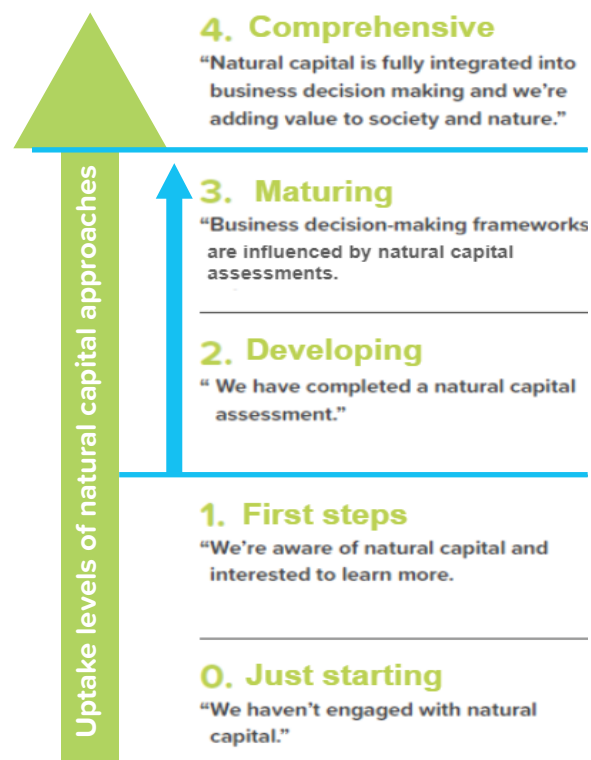 4. Comprehensive
“Natural capital is fully integrated into
business decision making and we’re
adding value to society and nature.”
3. Maturing
“Business decision-making frameworks
are influenced by natural capital
assessments.
2. Developing
“ We have completed a natural capital
assessment.”
1. First steps
“We’re aware of natural capital and
interested to learn more.
0. Just starting
“We haven’t engaged with natural
capital.”
Uptake levels of natural capital approaches